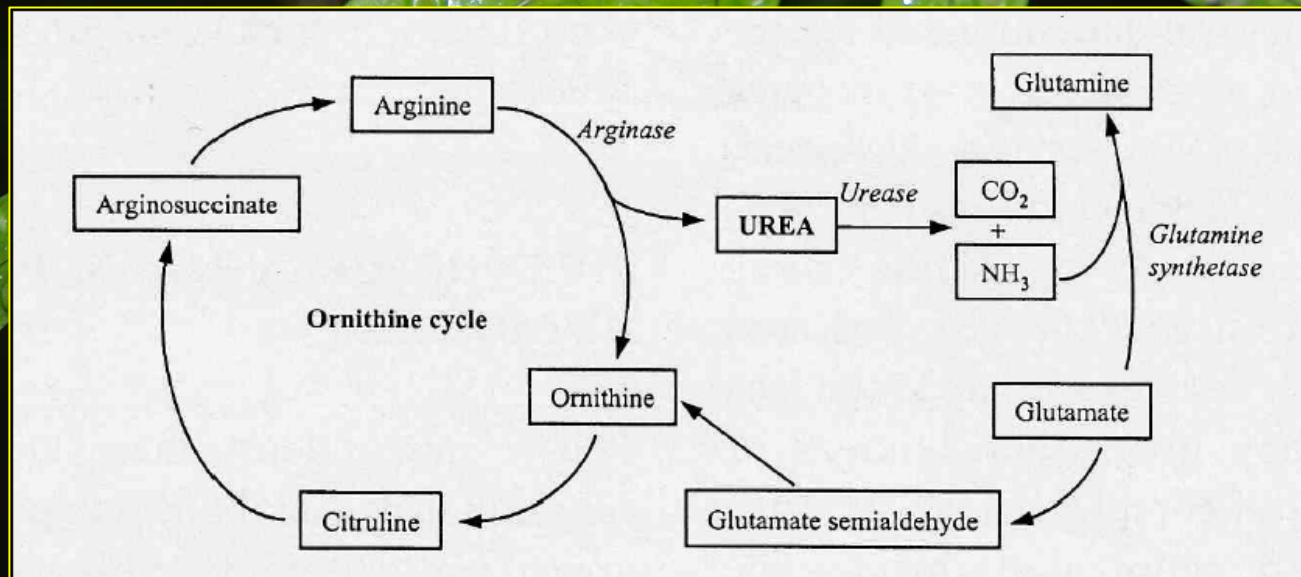 Glutamine
Arginine
Arginase
Arginosuccinate
UREA
Urease
CO₂
+
NH₃
Glutamine
synthetase
Ornithine cycle
Ornithine
Glutamate
Citruline
Glutamate semialdehyde